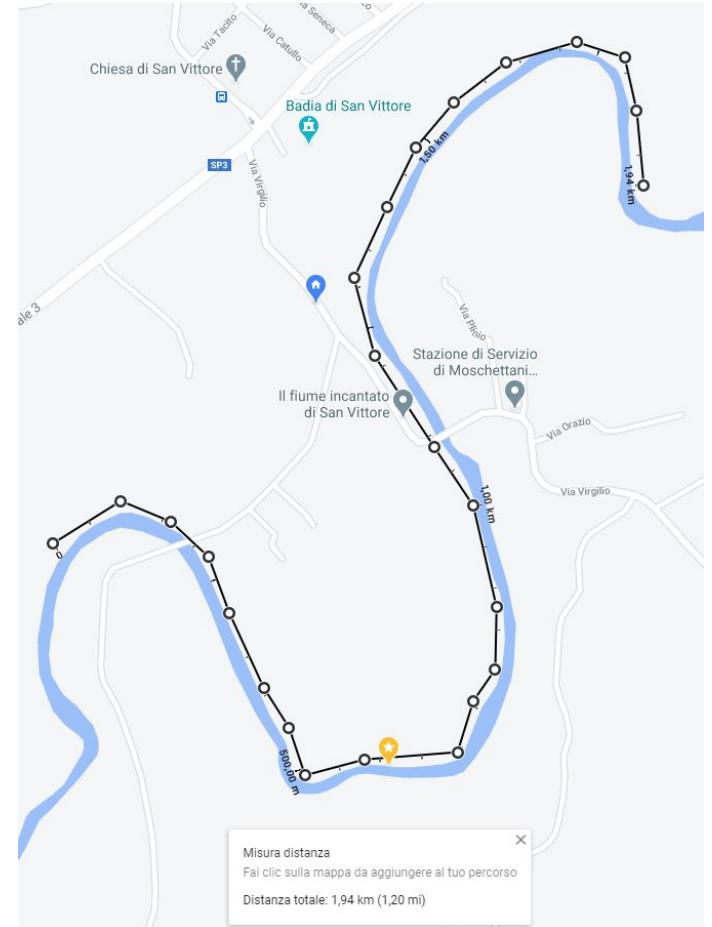 Via Seneca
Via Tacito
Via Catullo
Chiesa di San Vittore
Badia di San Vittore
SP3
Via Virgilio
1,50 km
1,94 km
ale 3
Via Plinio
Stazione di Servizio
di Moschettani...
Il fiume incantato
di San Vittore
Via Orazio
Via Virgilio
1,00 km
0
500,00 m
Misura distanza
Fai clic sulla mappa da aggiungere al tuo percorso
Distanza totale: 1,94 km (1,20 mi)